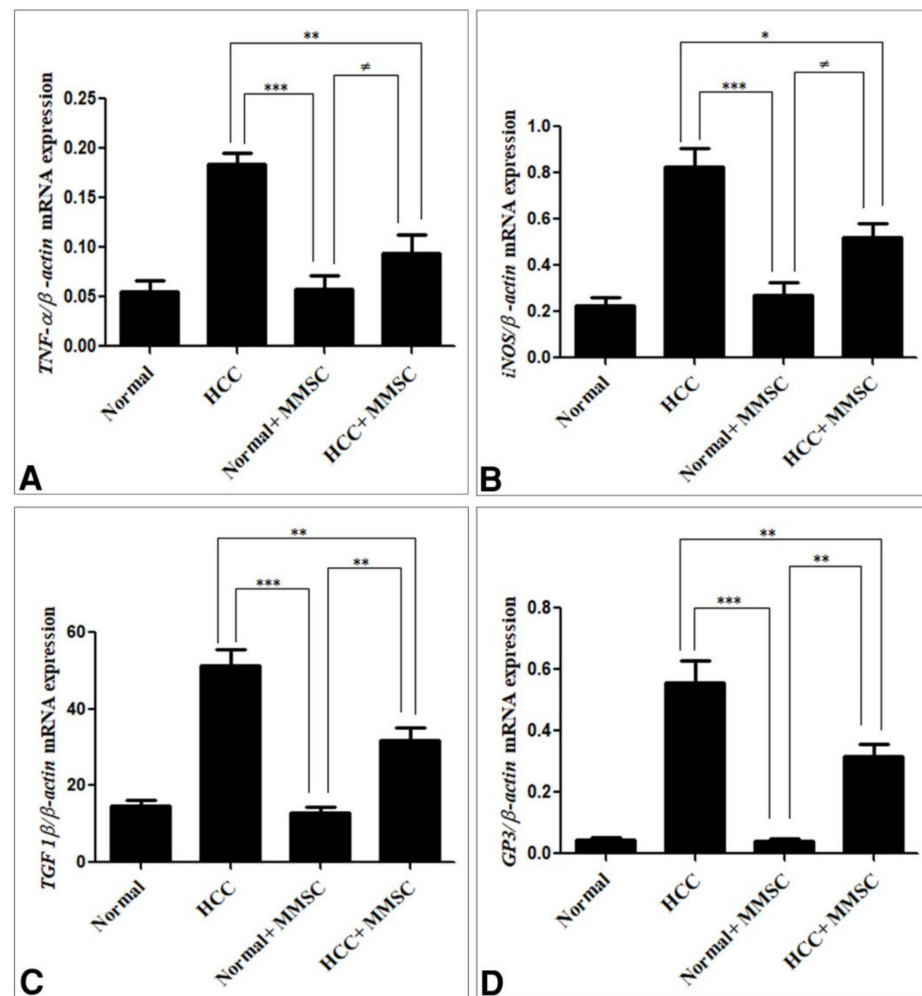 **
***
≠
TNF-α/β -actin mRNA expression
0.25
0.20
0.15
0.10
0.05
0.00
Normal
HCC
Normal+ MMSC
HCC+ MMSC
A
*
***
≠
iNOS/β -actin mRNA expression
1.0
0.8
0.6
0.4
0.2
0.0
Normal
HCC
Normal+ MMSC
HCC+ MMSC
B
**
***
**
TGF 1β/β-actin mRNA expression
60
40
20
0
Normal
HCC
Normal+ MMSC
HCC+ MMSC
C
**
***
**
GP3/β-actin mRNA expression
0.8
0.6
0.4
0.2
0.0
Normal
HCC
Normal+ MMSC
HCC+ MMSC
D